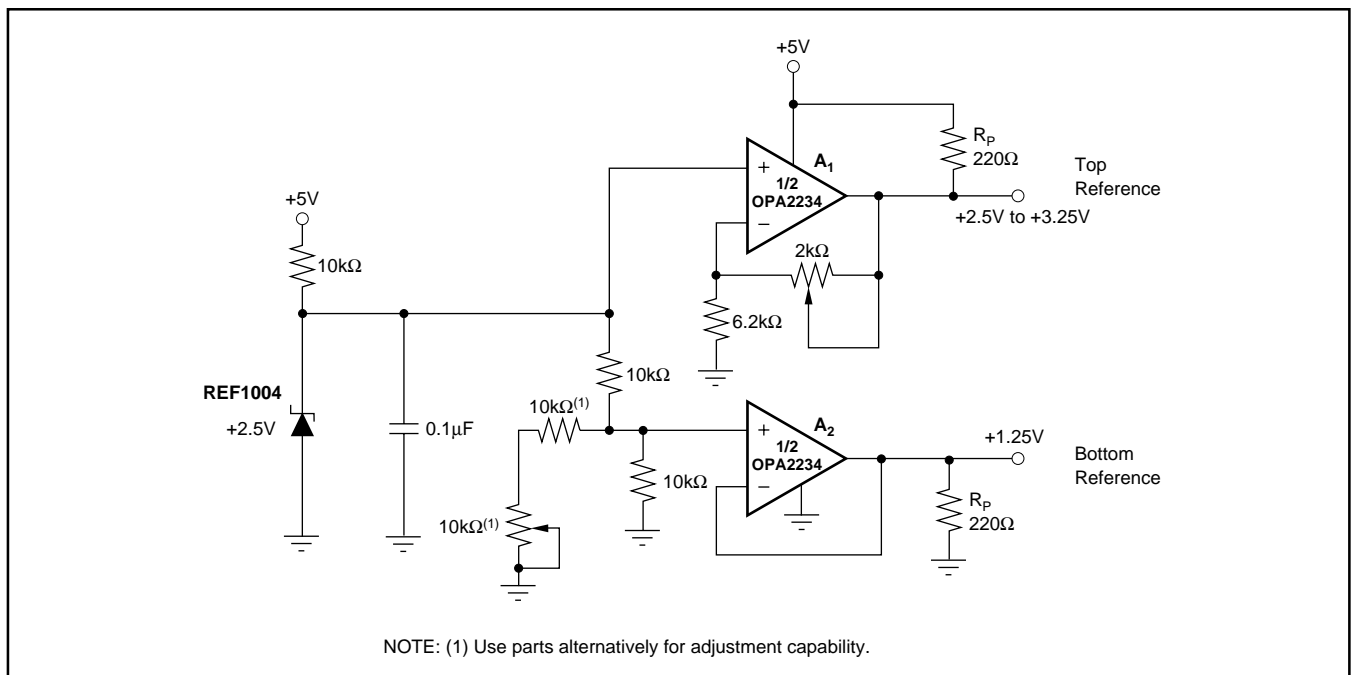 +5V
A₁
1/2
OPA2234
+
−
R_P
220Ω
Top
Reference
+2.5V to +3.25V
2kΩ
6.2kΩ
+5V
10kΩ
REF1004
+2.5V
0.1µF
10kΩ
10kΩ⁽¹⁾
10kΩ⁽¹⁾
10kΩ
A₂
1/2
OPA2234
+
−
+1.25V
Bottom
Reference
R_P
220Ω
NOTE: (1) Use parts alternatively for adjustment capability.